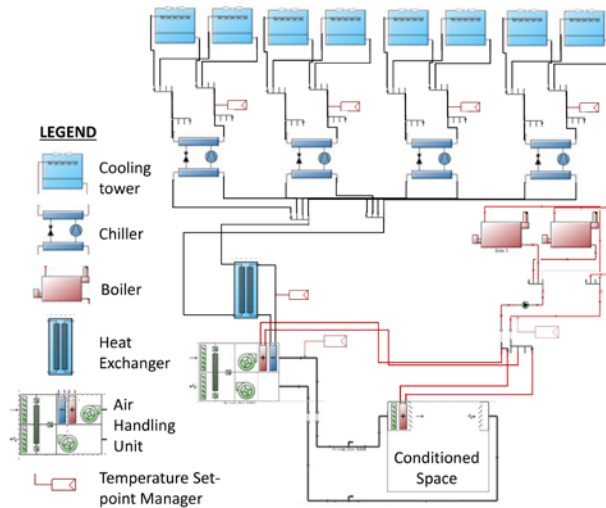 LEGEND
Cooling
tower
Chiller
Boiler
Heat
Exchanger
Air
Handling
Unit
Temperature Set-
point Manager
Conditioned
Space